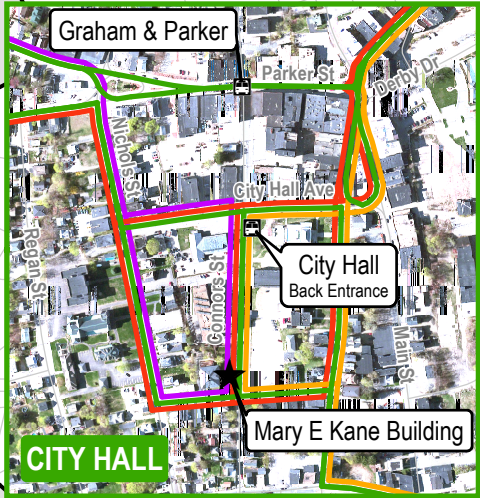 Graham & Parker
Parker St
Derby Dr
Nichols St
City Hall Ave
Regan St
Connors St
City Hall
Back Entrance
Main St
Mary E Kane Building
CITY HALL